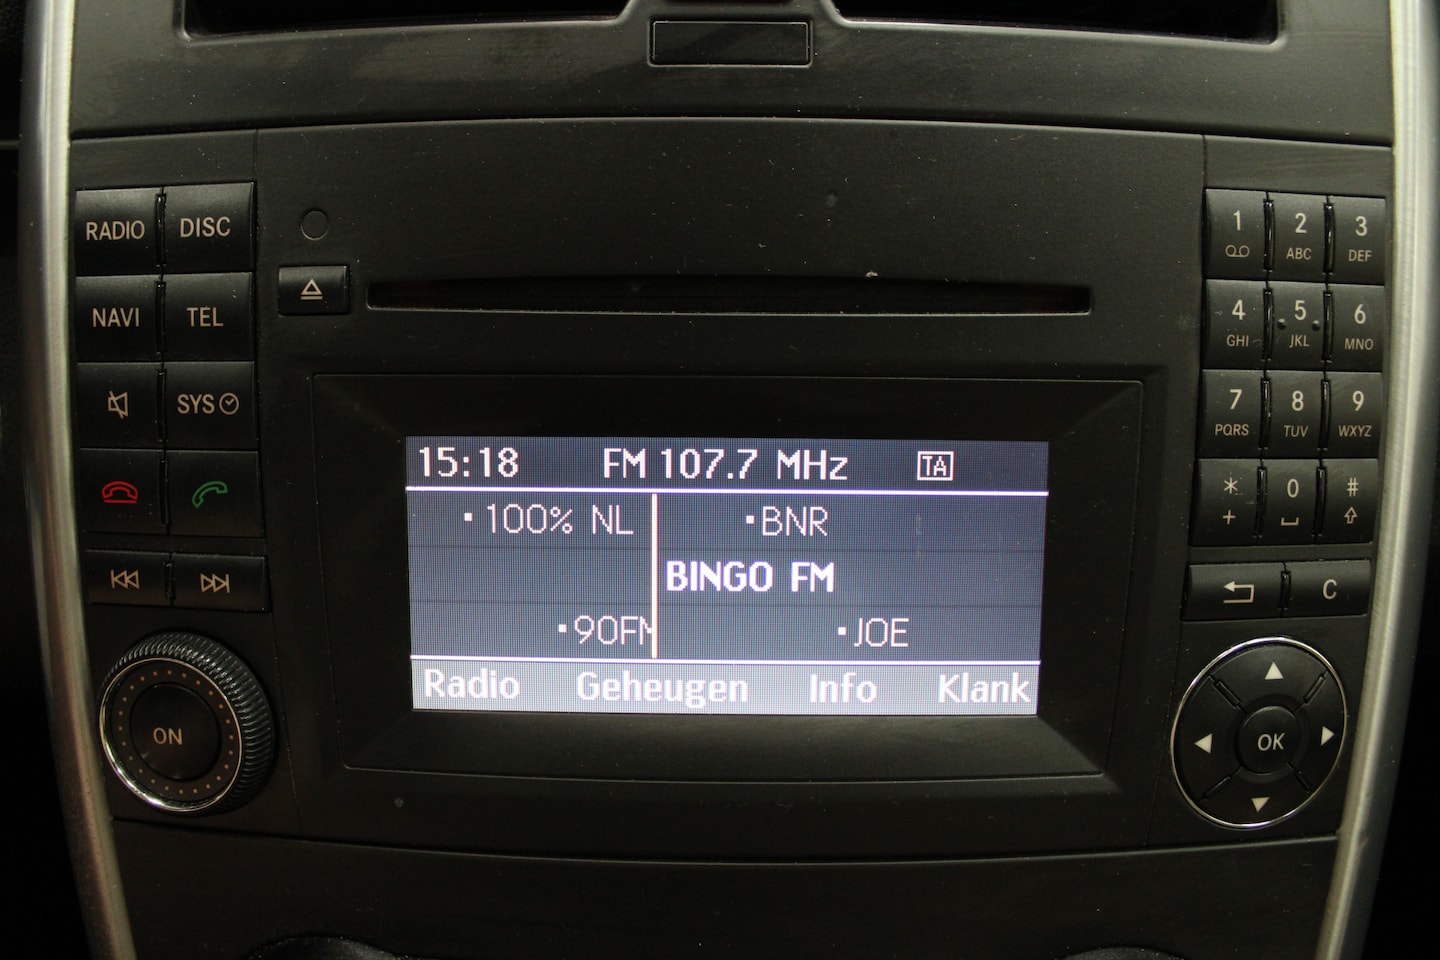 RADIO DISC
NAVI TEL
SYS
ON
15:18 FM 107.7 MHz TA
100% NL BNR
BINGO FM
90FM JOE
Radio Geheugen Info Klank
1 2 ABC 3 DEF
4 GHI 5 JKL 6 MNO
7 PQRS 8 TUV 9 WXYZ
* + 0 #
C
OK